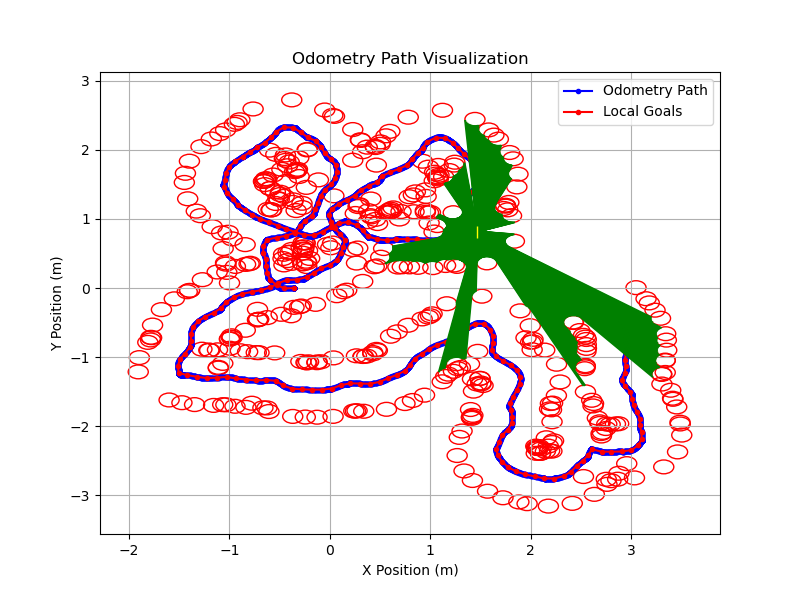 Odometry Path Visualization
Odometry Path
Local Goals
3
2
1
0
−1
−2
−3
Y Position (m)
−2
−1
0
1
2
3
X Position (m)